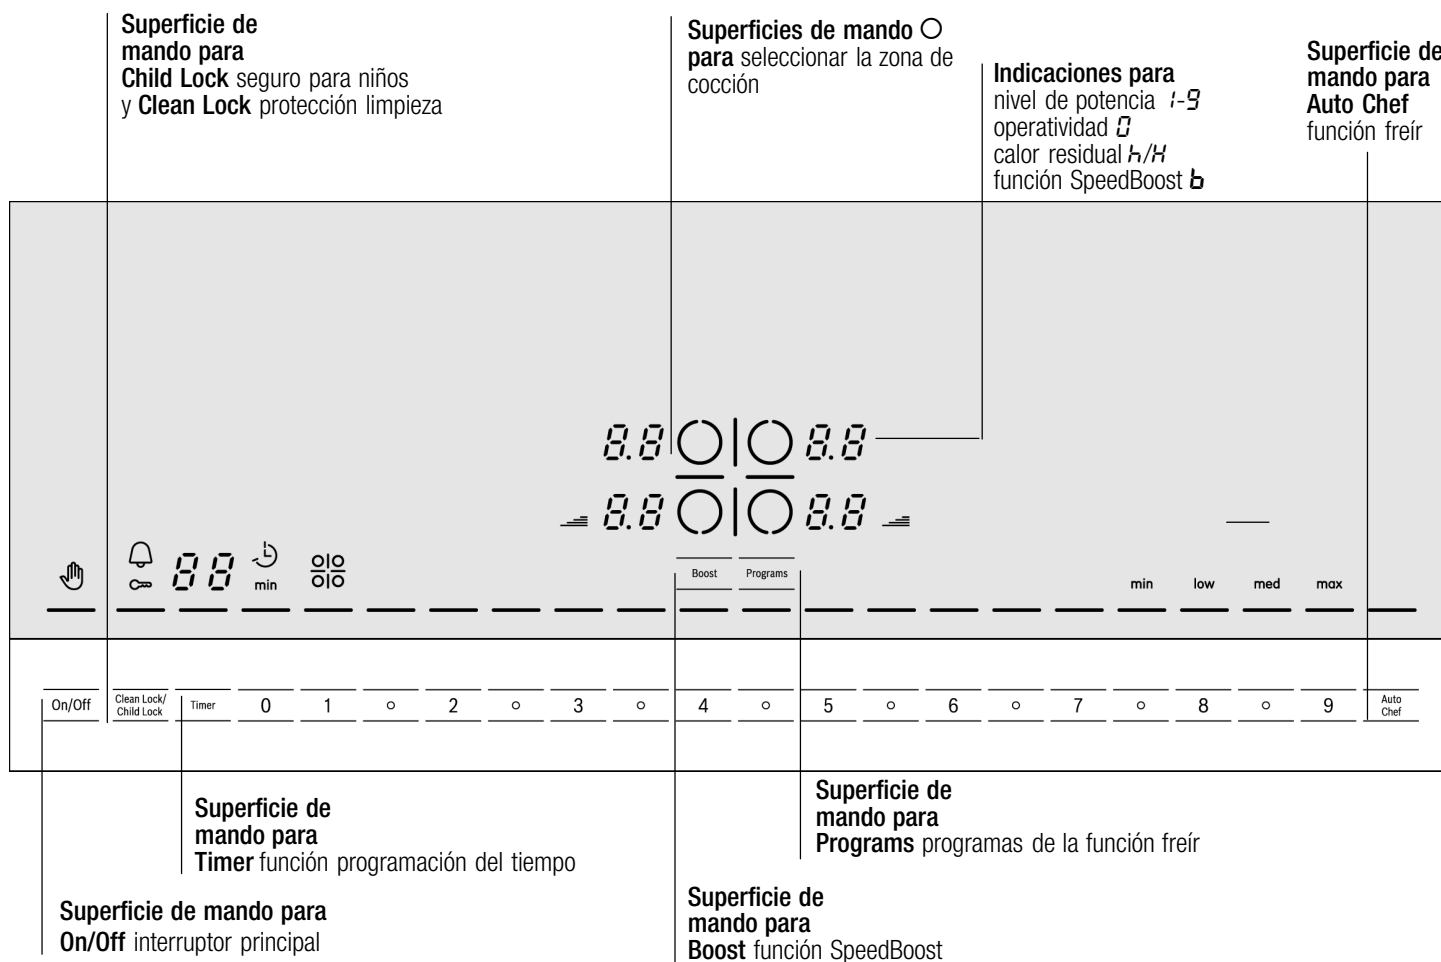 Superficie de
mando para
Child Lock seguro para niños
y Clean Lock protección limpieza
Superficies de mando ○
para seleccionar la zona de
cocción
Indicaciones para
nivel de potencia 1-9
operatividad 0
calor residual h/H
función SpeedBoost b
Superficie de
mando para
Auto Chef
función freír
8.8 8.8
8.8 8.8
88
min
Boost Programs
min low med max
On/Off
Clean Lock/
Child Lock
Timer 0 1 ○ 2 ○ 3 ○ 4 ○ 5 ○ 6 ○ 7 ○ 8 ○ 9
Auto
Chef
Superficie de
mando para
Timer función programación del tiempo
Superficie de
mando para
Programs programas de la función freír
Superficie de mando para
On/Off interruptor principal
Superficie de
mando para
Boost función SpeedBoost